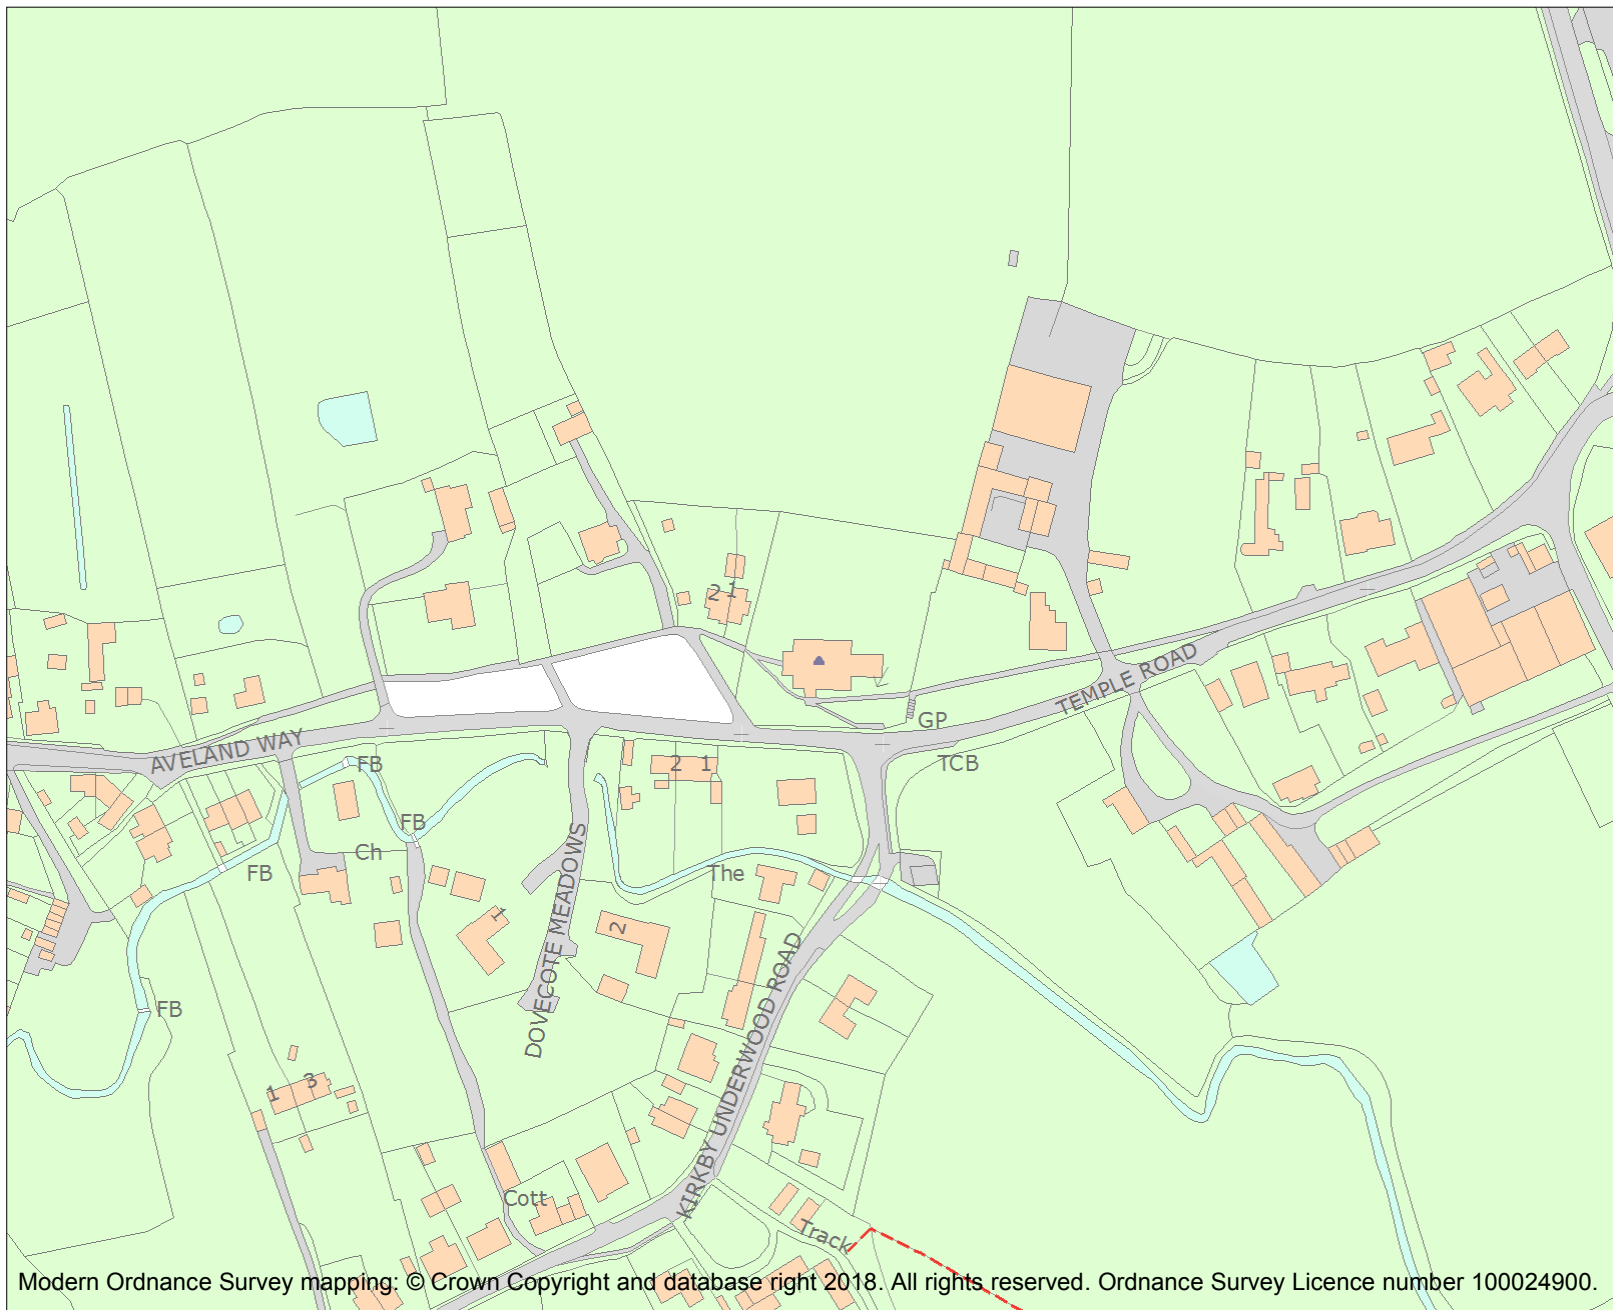 2 1
GP
TEMPLE ROAD
AVELAND WAY
FB
2 1
TCB
FB
Ch
FB
The
DOVECOTE MEADOWS
1
2
FB
KIRKBY UNDERWOOD ROAD
1 3
Cott
Track
Modern Ordnance Survey mapping: © Crown Copyright and database right 2018. All rights reserved. Ordnance Survey Licence number 100024900.